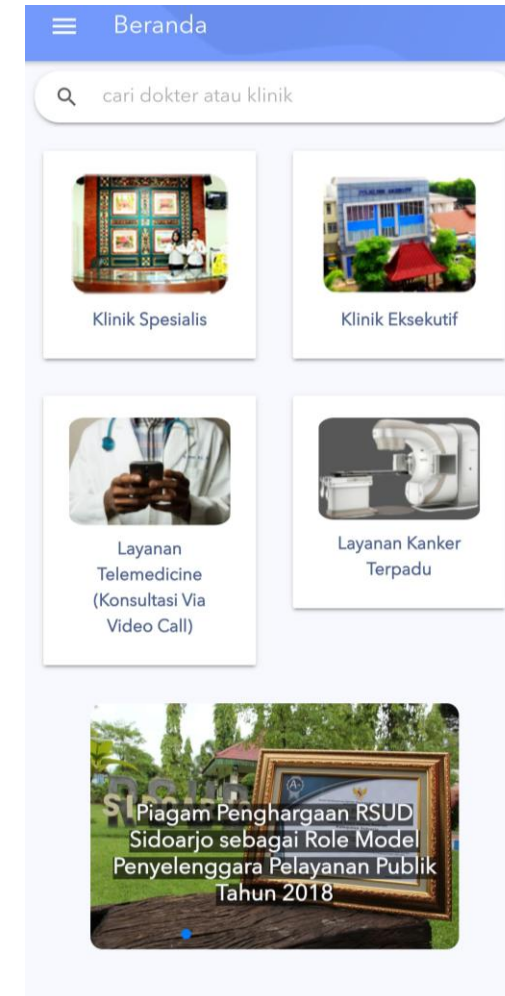 Beranda
cari dokter atau klinik
Klinik Spesialis
Klinik Eksekutif
Layanan
Telemedicine
(Konsultasi Via
Video Call)
Layanan Kanker
Terpadu
Piagam Penghargaan RSUD
Sidoarjo sebagai Role Model
Penyelenggara Pelayanan Publik
Tahun 2018